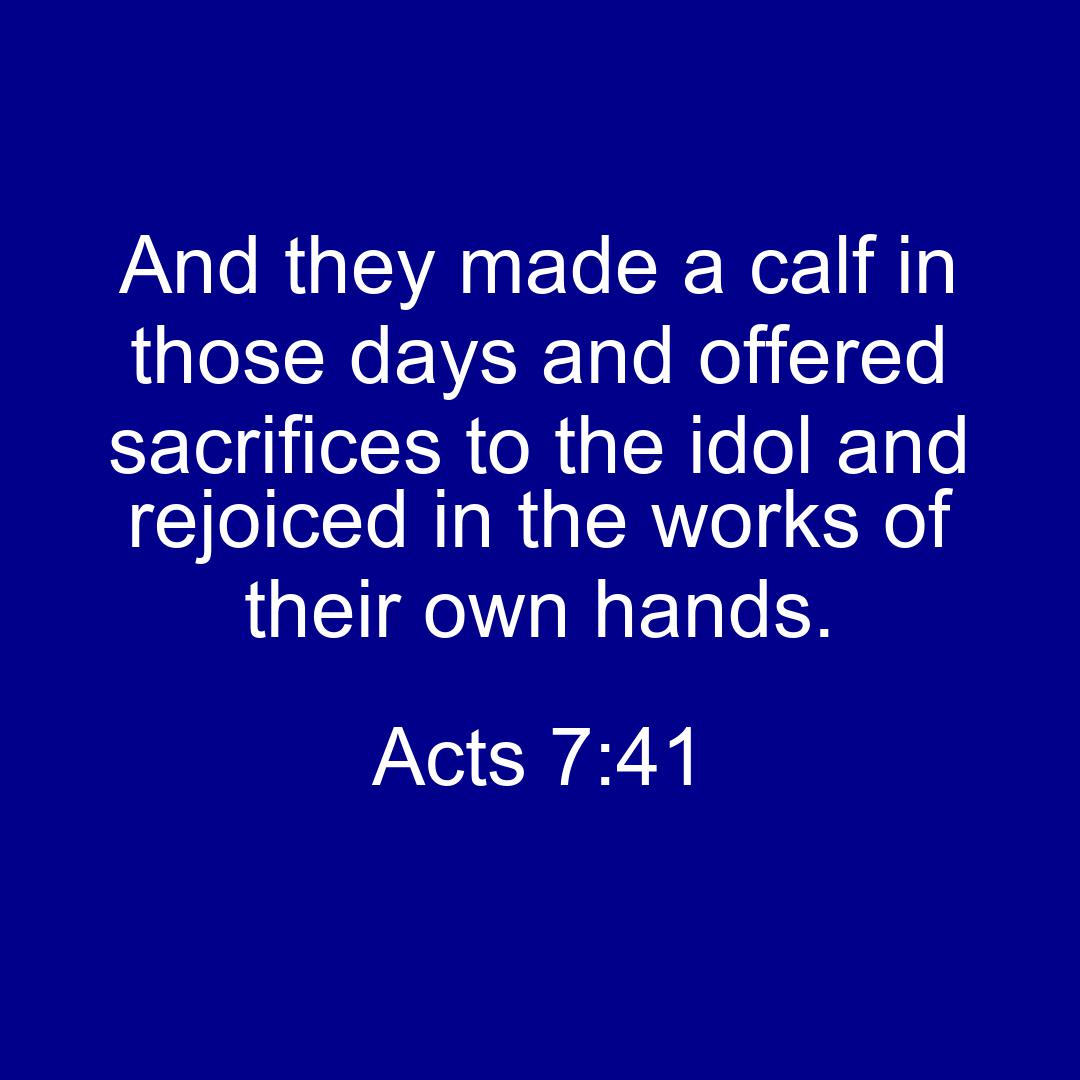 And they made a calf in
those days and offered
sacrifices to the idol and
rejoiced in the works of
their own hands.
Acts 7:41